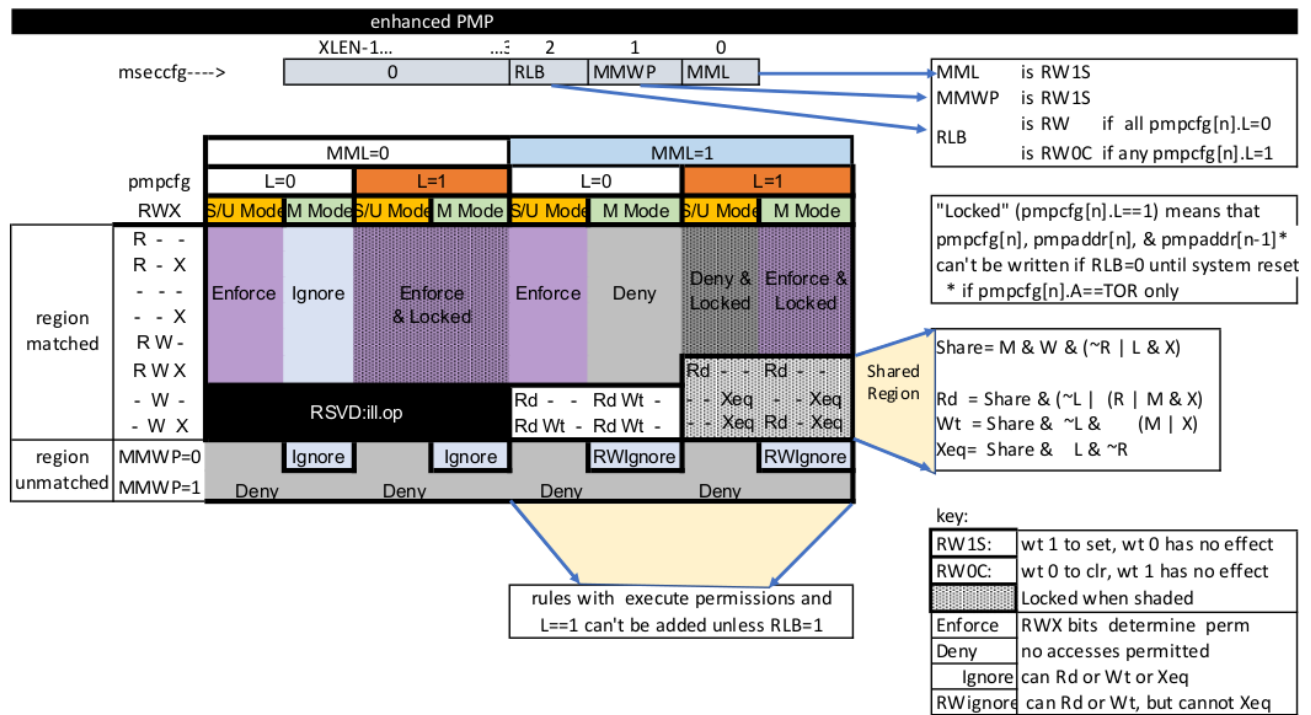 enhanced PMP
XLEN-1... ...3 2 1 0
mseccfg----> 0 RLB MMWP MML
MML is RW1S
MMWP is RW1S
RLB is RW if all pmpcfg[n].L=0
is RW0C if any pmpcfg[n].L=1
MML=0 MML=1
pmpcfg L=0 L=1 L=0 L=1
RWX S/U Mode M Mode S/U Mode M Mode S/U Mode M Mode S/U Mode M Mode
"Locked" (pmpcfg[n].L==1) means that
pmpcfg[n], pmpaddr[n], & pmpaddr[n-1]*
can't be written if RLB=0 until system reset
* if pmpcfg[n].A==TOR only
region
matched
R - -
R - X
- - -
- - X
R W -
R W X
- W -
- W X
Enforce
Ignore
Enforce
& Locked
Enforce
Deny
Deny &
Locked
Enforce &
Locked
RSVD:ill.op
Rd - - Rd Wt -
Rd Wt - Rd Wt -
Rd - - Rd - -
- - Xeq - - Xeq
- - Xeq Rd - Xeq
Shared
Region
Share= M & W & (~R | L & X)
Rd = Share & (~L | (R | M & X)
Wt = Share & ~L & (M | X)
Xeq= Share & L & ~R
region
unmatched
MMWP=0 Ignore Ignore RWIgnore RWIgnore
MMWP=1 Deny Deny Deny Deny
rules with execute permissions and
L==1 can't be added unless RLB=1
key:
RW1S: wt 1 to set, wt 0 has no effect
RW0C: wt 0 to clr, wt 1 has no effect
Locked when shaded
Enforce RWX bits determine perm
Deny no accesses permitted
Ignore can Rd or Wt or Xeq
RWignore can Rd or Wt, but cannot Xeq